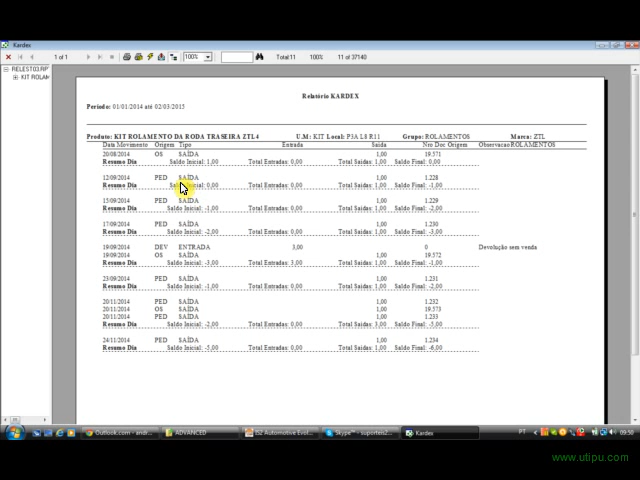 Kardex
1 of 1 100% Total:11 100% 11 of 37140
RELEST03.RPT
KIT ROLAM
Relatório KARDEX
Período: 01/01/2014 até 02/03/2015
Produto: KIT ROLAMENTO DA RODA TRASEIRA ZTL4 U.M: KIT Local: P3A L8 R11 Grupo: ROLAMENTOS Marca: ZTL
Data Movimento Origem Tipo Entrada Saída Nro Doc Origem Observacao ROLAMENTOS
20/08/2014 OS SAÍDA 1,00 19.571
Resumo Dia Saldo Inicial: 1,00 Total Entradas: 0,00 Total Saídas: 1,00 Saldo Final: 0,00
12/09/2014 PED SAÍDA 1,00 1.228
Resumo Dia Saldo Inicial: 0,00 Total Entradas: 0,00 Total Saídas: 1,00 Saldo Final: -1,00
15/09/2014 PED SAÍDA 1,00 1.229
Resumo Dia Saldo Inicial: -1,00 Total Entradas: 0,00 Total Saídas: 1,00 Saldo Final: -2,00
17/09/2014 PED SAÍDA 1,00 1.230
Resumo Dia Saldo Inicial: -2,00 Total Entradas: 0,00 Total Saídas: 1,00 Saldo Final: -3,00
19/09/2014 DEV ENTRADA 3,00 0 Devolução sem venda
19/09/2014 OS SAÍDA 1,00 19.572
Resumo Dia Saldo Inicial: -3,00 Total Entradas: 3,00 Total Saídas: 1,00 Saldo Final: -1,00
23/09/2014 PED SAÍDA 1,00 1.231
Resumo Dia Saldo Inicial: -1,00 Total Entradas: 0,00 Total Saídas: 1,00 Saldo Final: -2,00
20/11/2014 PED SAÍDA 1,00 1.232
20/11/2014 OS SAÍDA 1,00 19.573
20/11/2014 PED SAÍDA 1,00 1.233
Resumo Dia Saldo Inicial: -2,00 Total Entradas: 0,00 Total Saídas: 3,00 Saldo Final: -5,00
24/11/2014 PED SAÍDA 1,00 1.234
Resumo Dia Saldo Inicial: -5,00 Total Entradas: 0,00 Total Saídas: 1,00 Saldo Final: -6,00
Outlook.com - andr... ADVANCED IS2 Automotive Evol... Skype™ - suporteis2... Kardex PT 09:50
www.utipu.com